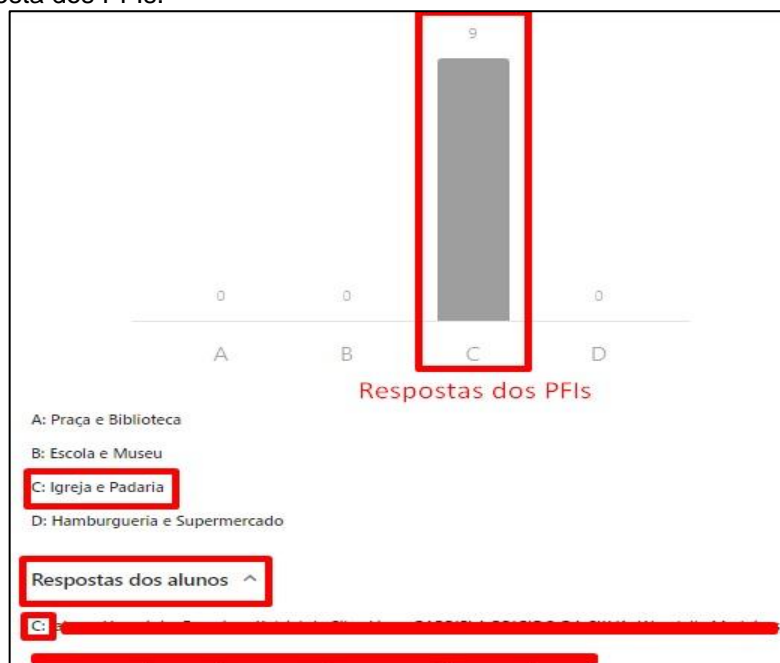 dos PFIs.
9
0 0 0
A B C D
Respostas dos PFIs
A: Praça e Biblioteca
B: Escola e Museu
C: Igreja e Padaria
D: Hamburgueria e Supermercado
Respostas dos alunos
C: